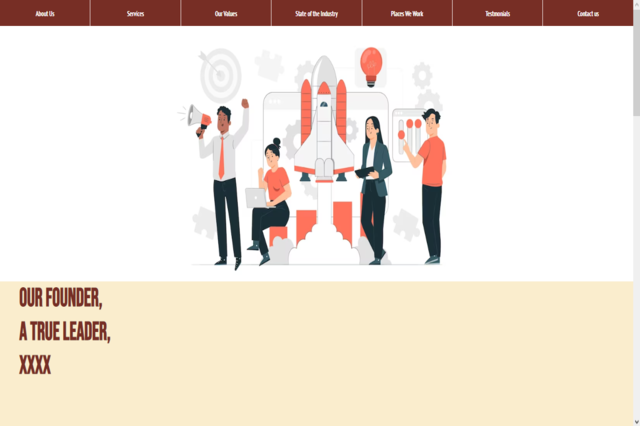 About Us
Services
Our Values
State of the Industry
Places We Work
Testmonials
Contact us
OUR FOUNDER,
A TRUE LEADER,
XXXX